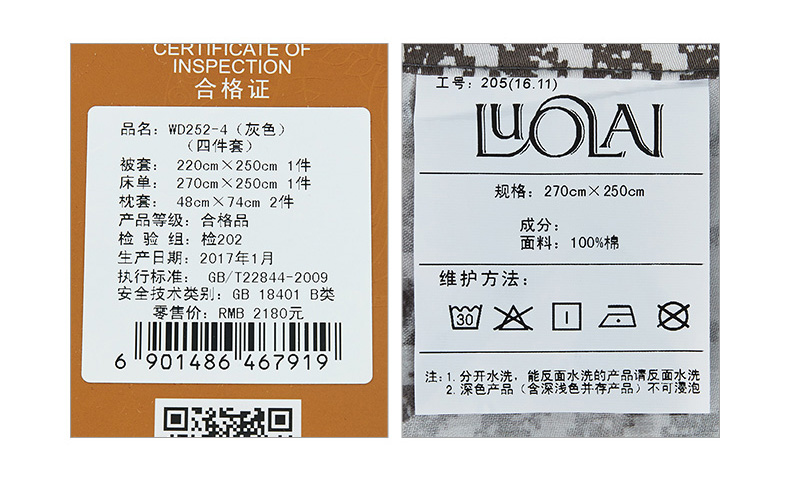 CERTIFICATE OF
INSPECTION
合格证
品名：WD252-4（灰色）
（四件套）
被套： 220cm×250cm 1件
床单： 270cm×250cm 1件
枕套： 48cm×74cm 2件
产品等级：合格品
检 验 组：检202
生产日期：2017年1月
执行标准： GB/T22844-2009
安全技术类别：GB 18401 B类
零售价：RMB 2180元
6 901486 467919
工号：205(16.11)
LUOLAI
规格：270cm×250cm
成分：
面料：100%棉
维护方法：
30
注：1.分开水洗，能反面水洗的产品请反面水洗
2.深色产品（含深浅色并存产品）不可浸泡